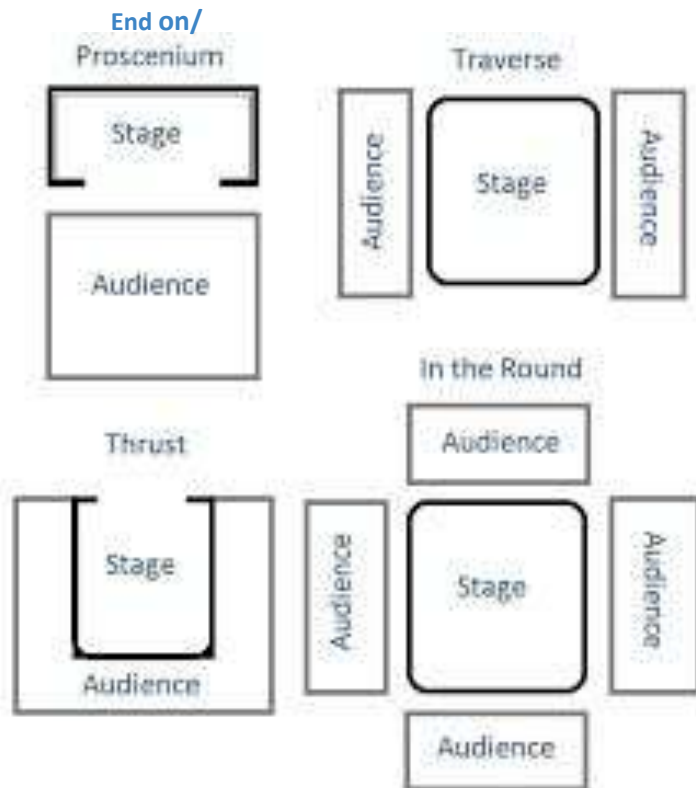 End on/
Proscenium
Stage
Audience
Traverse
Audience
Stage
Audience
Thrust
Stage
Audience
In the Round
Audience
Audience
Stage
Audience
Audience